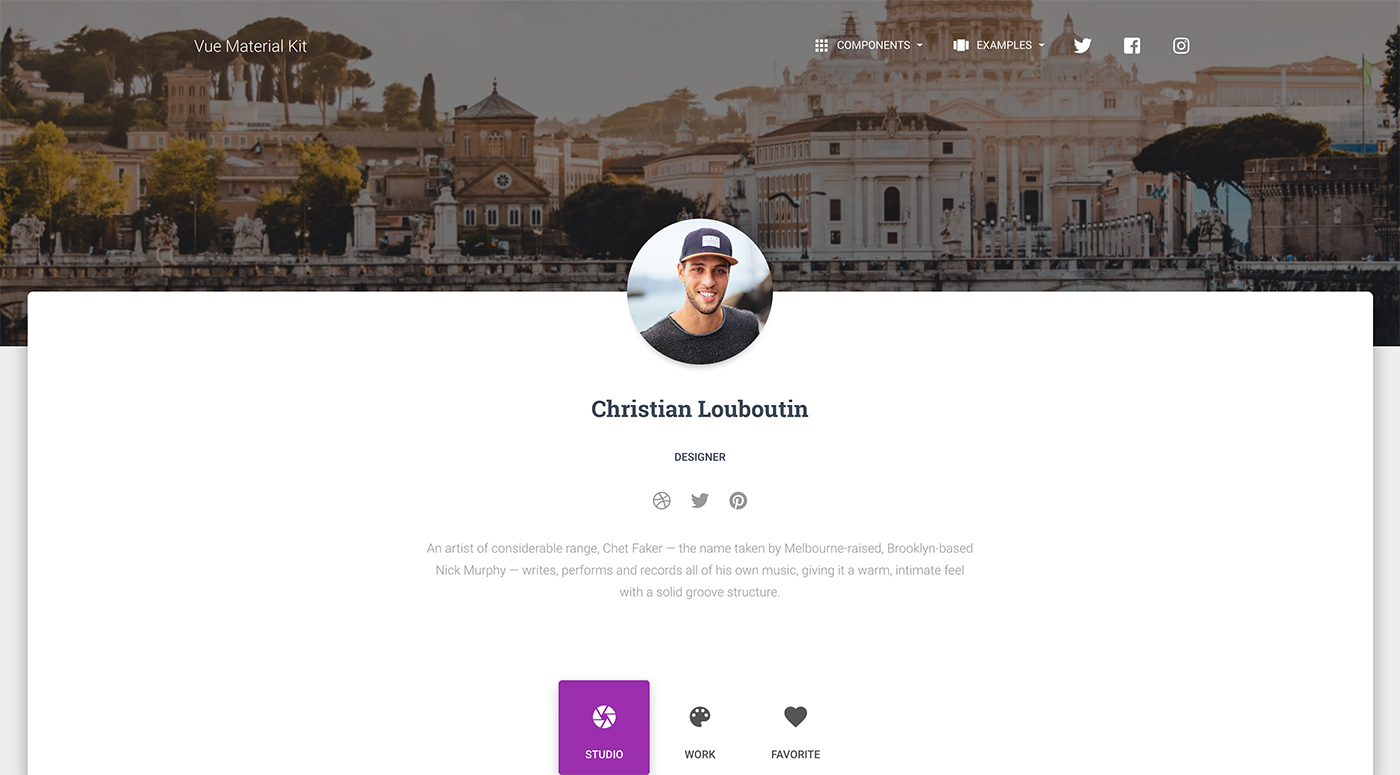 Vue Material Kit
COMPONENTS
EXAMPLES
Christian Louboutin
DESIGNER
An artist of considerable range, Chet Faker — the name taken by Melbourne-raised, Brooklyn-based
Nick Murphy — writes, performs and records all of his own music, giving it a warm, intimate feel
with a solid groove structure.
STUDIO
WORK
FAVORITE